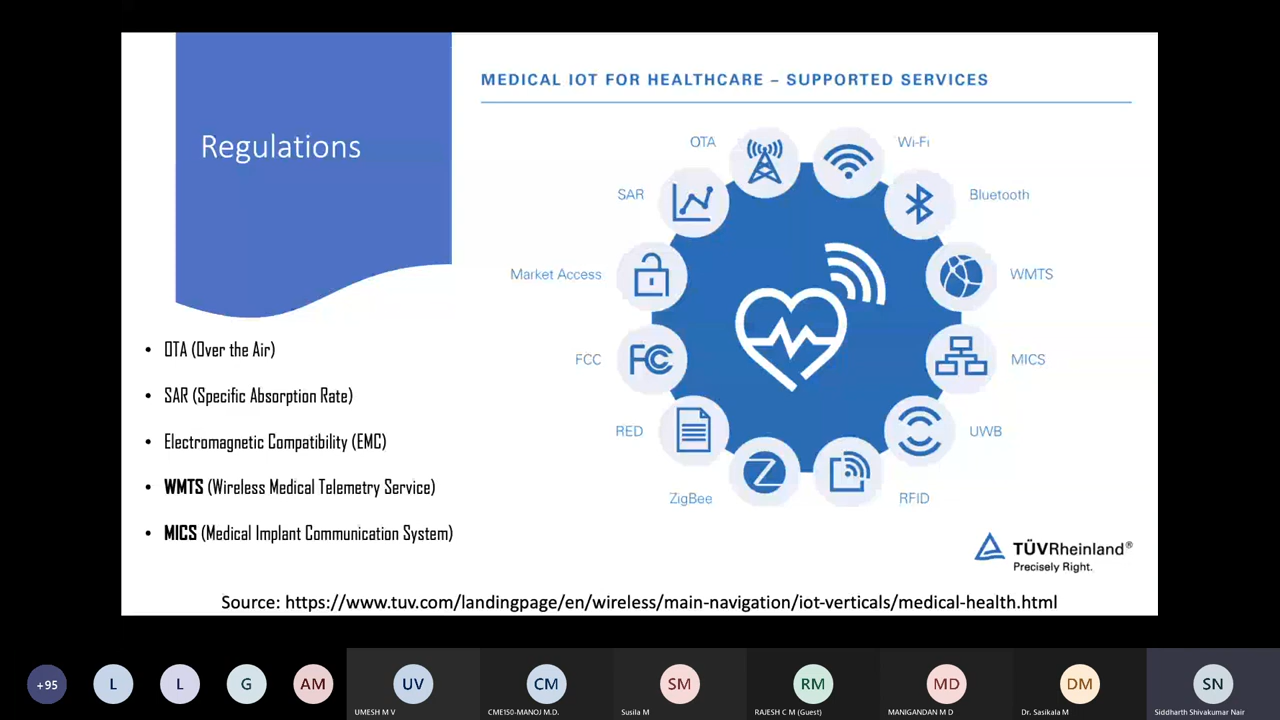 Regulations
• OTA (Over the Air)
• SAR (Specific Absorption Rate)
• Electromagnetic Compatibility (EMC)
• WMTS (Wireless Medical Telemetry Service)
• MICS (Medical Implant Communication System)
MEDICAL IOT FOR HEALTHCARE – SUPPORTED SERVICES
OTA
Wi-Fi
SAR
Bluetooth
Market Access
WMTS
FCC
FC
MICS
RED
UWB
ZigBee
Z
RFID
TÜVRheinland®
Precisely Right.
Source: https://www.tuv.com/landingpage/en/wireless/main-navigation/iot-verticals/medical-health.html
+95
L
L
G
AM
UV
CM
SM
RM
MD
DM
SN
UMESH M V
CME150-MANOJ M.D.
Susila M
RAJESH C M (Guest)
MANIGANDAN M D
Dr. Sasikala M
Siddharth Shivakumar Nair